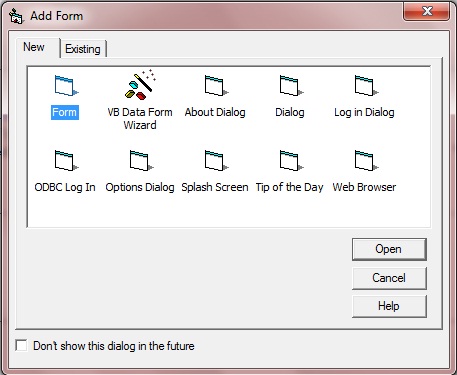 Add Form
New Existing
Form VB Data Form Wizard About Dialog Dialog Log in Dialog
ODBC Log In Options Dialog Splash Screen Tip of the Day Web Browser
Open
Cancel
Help
Don't show this dialog in the future